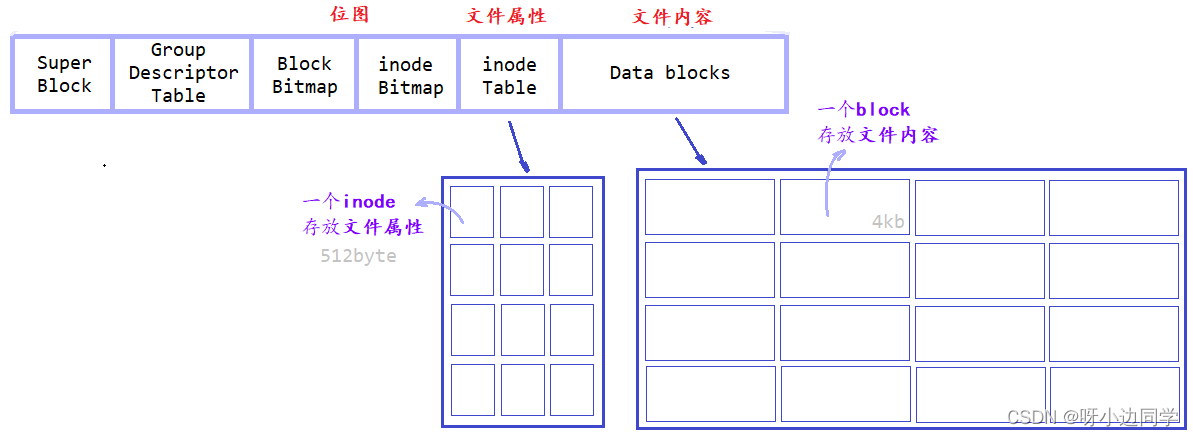 位图
文件属性
文件内容
Super
Block
Group
Descriptor
Table
Block
Bitmap
inode
Bitmap
inode
Table
Data blocks
一个block
存放文件内容
一个inode
存放文件属性
512byte
4kb
CSDN @呀小边同学